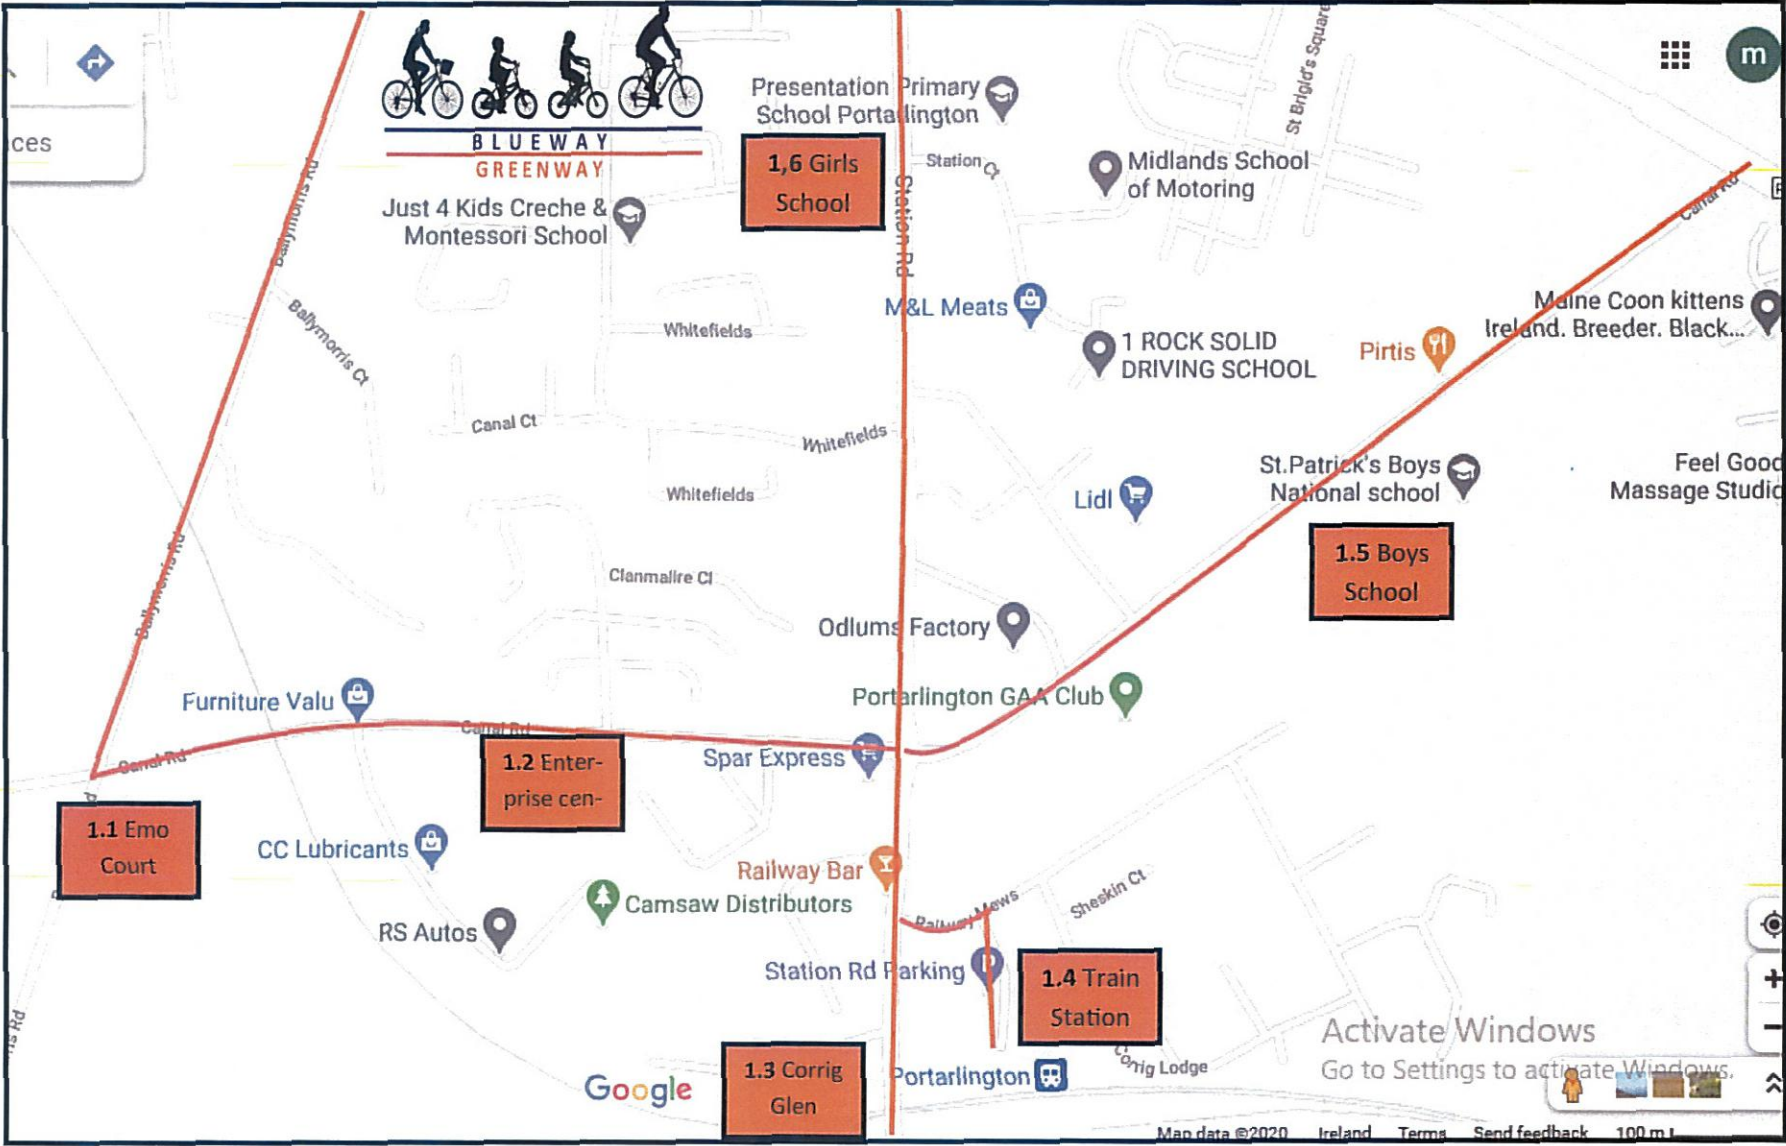 ces
BLUEWAY
GREENWAY
Presentation Primary
School Portarlington
1,6 Girls
School
St Brigid's Square
m
Station Ct
Midlands School
of Motoring
Canal Rd
Ballymorris Rd
Just 4 Kids Creche &
Montessori School
Station Rd
M&L Meats
Maine Coon kittens
Ireland. Breeder. Black...
Ballymorris Ct
Whitefields
1 ROCK SOLID
DRIVING SCHOOL
Pirtis
Canal Ct
Whitefields
St.Patrick's Boys
National school
Feel Good
Massage Studio
Whitefields
Lidl
1.5 Boys
School
Ballymorris Rd
Clanmalire Cl
Odlums Factory
Furniture Valu
Portarlington GAA Club
Canal Rd
Canal Rd
1.2 Enter-
prise cen-
Spar Express
1.1 Emo
Court
CC Lubricants
Railway Bar
Camsaw Distributors
Railway Mews
Sheskin Ct
RS Autos
Station Rd Parking
1.4 Train
Station
ris Rd
Activate Windows
Go to Settings to activate Windows.
1.3 Corrig
Glen
Corrig Lodge
Google
Portarlington
Map data ©2020 Ireland Terms Send feedback 100 m